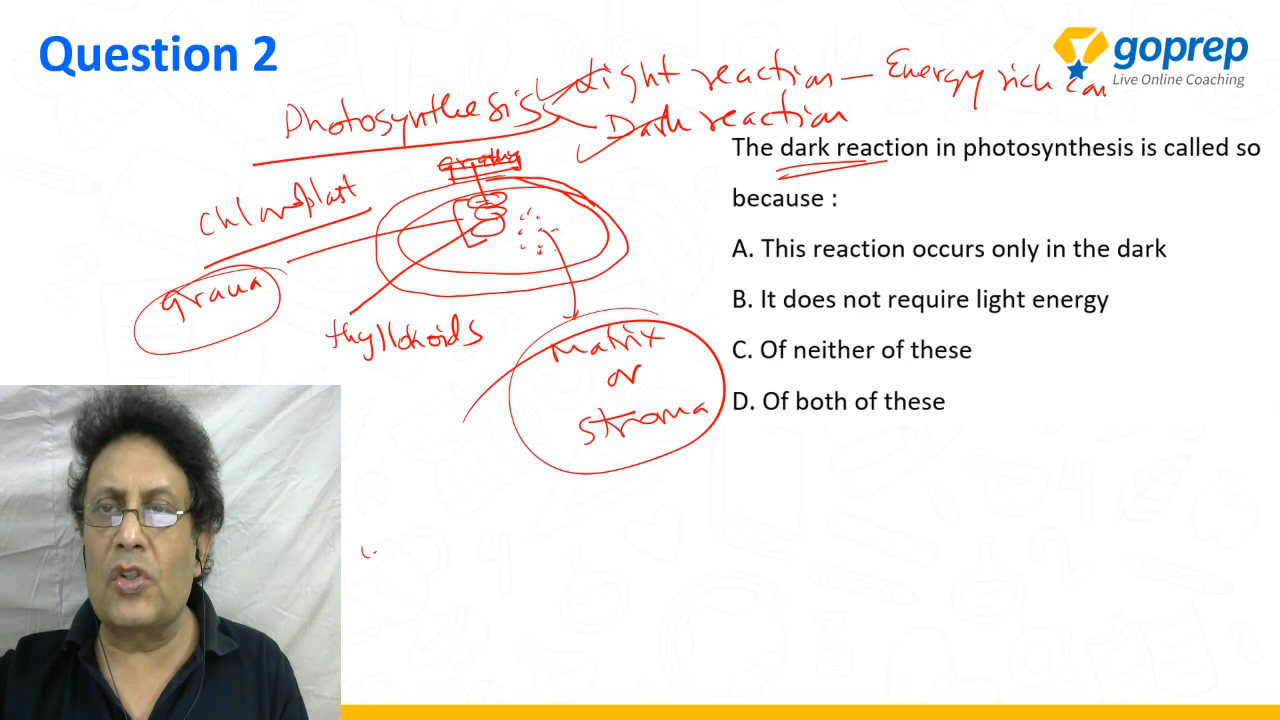 Question 2
goprep
Live Online Coaching
Photosynthesis
Light reaction — Energy rich com
Dark reaction
The dark reaction in photosynthesis is called so
because :
A. This reaction occurs only in the dark
B. It does not require light energy
C. Of neither of these
D. Of both of these
Chloroplast
grana
thyllokoids
Matrix
or
stroma